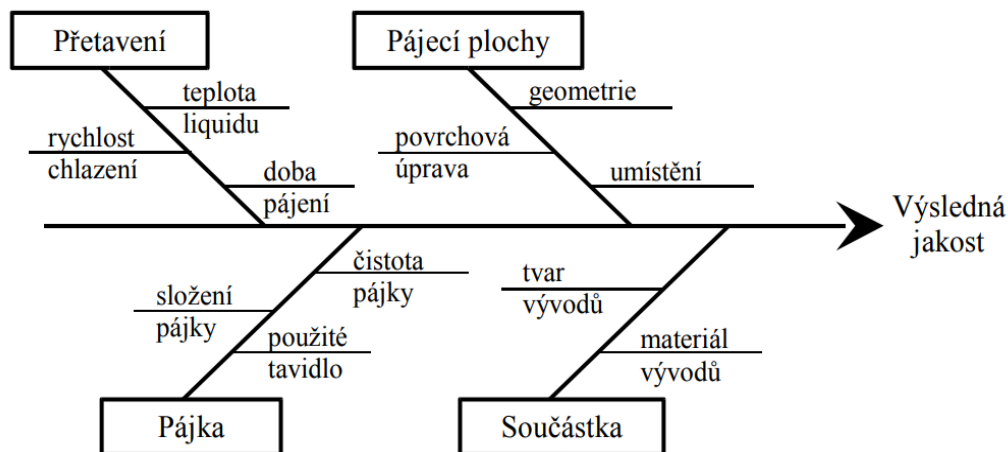 Přetavení
Pájecí plochy
teplota
liquidu
geometrie
rychlost
chlazení
povrchová
úprava
doba
pájení
umístění
Výsledná
jakost
čistota
pájky
tvar
vývodů
složení
pájky
použité
tavidlo
materiál
vývodů
Pájka
Součástka